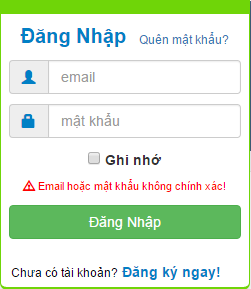 Đăng Nhập Quên mật khẩu?
email
mật khẩu
Ghi nhớ
Email hoặc mật khẩu không chính xác!
Đăng Nhập
Chưa có tài khoản? Đăng ký ngay!